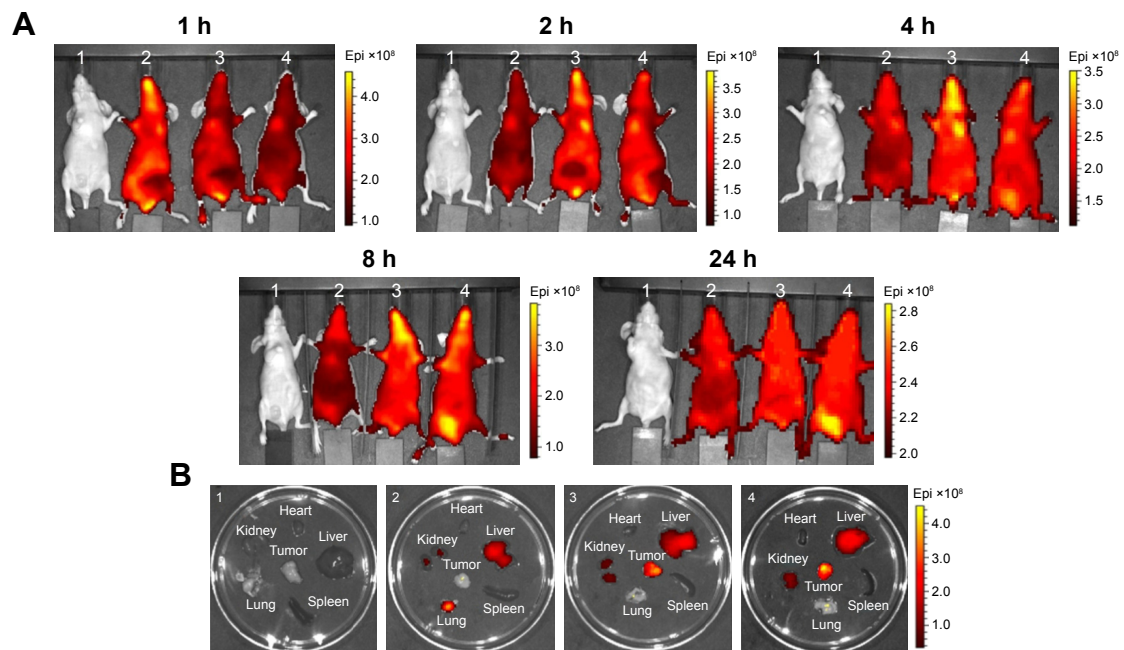 A
1 h
2 h
4 h
1 2 3 4
Epi ×10⁸
4.0
3.0
2.0
1.0
1 2 3 4
Epi ×10⁸
3.5
3.0
2.5
2.0
1.5
1.0
1 2 3 4
Epi ×10⁸
3.5
3.0
2.5
2.0
1.5
8 h
24 h
1 2 3 4
Epi ×10⁸
3.0
2.0
1.0
1 2 3 4
Epi ×10⁸
2.8
2.6
2.4
2.2
2.0
B
1
Heart
Kidney
Liver
Tumor
Lung
Spleen
2
Heart
Liver
Kidney
Tumor
Spleen
Lung
3
Heart
Liver
Kidney
Tumor
Spleen
Lung
4
Heart
Liver
Kidney
Tumor
Spleen
Lung
Epi ×10⁸
4.0
3.0
2.0
1.0